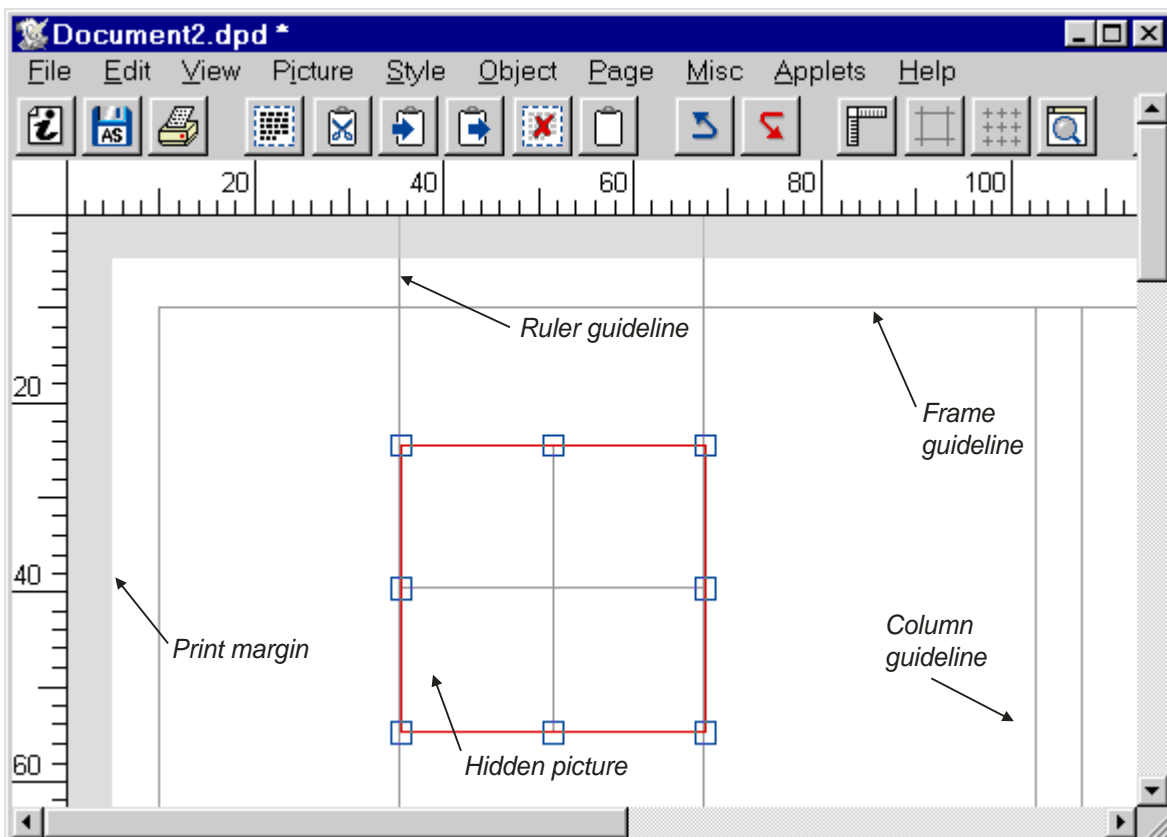 Document2.dpd *
File Edit View Picture Style Object Page Misc Applets Help
AS
20 40 60 80 100
Ruler guideline
20
Frame
guideline
40
Column
guideline
Print margin
60
Hidden picture